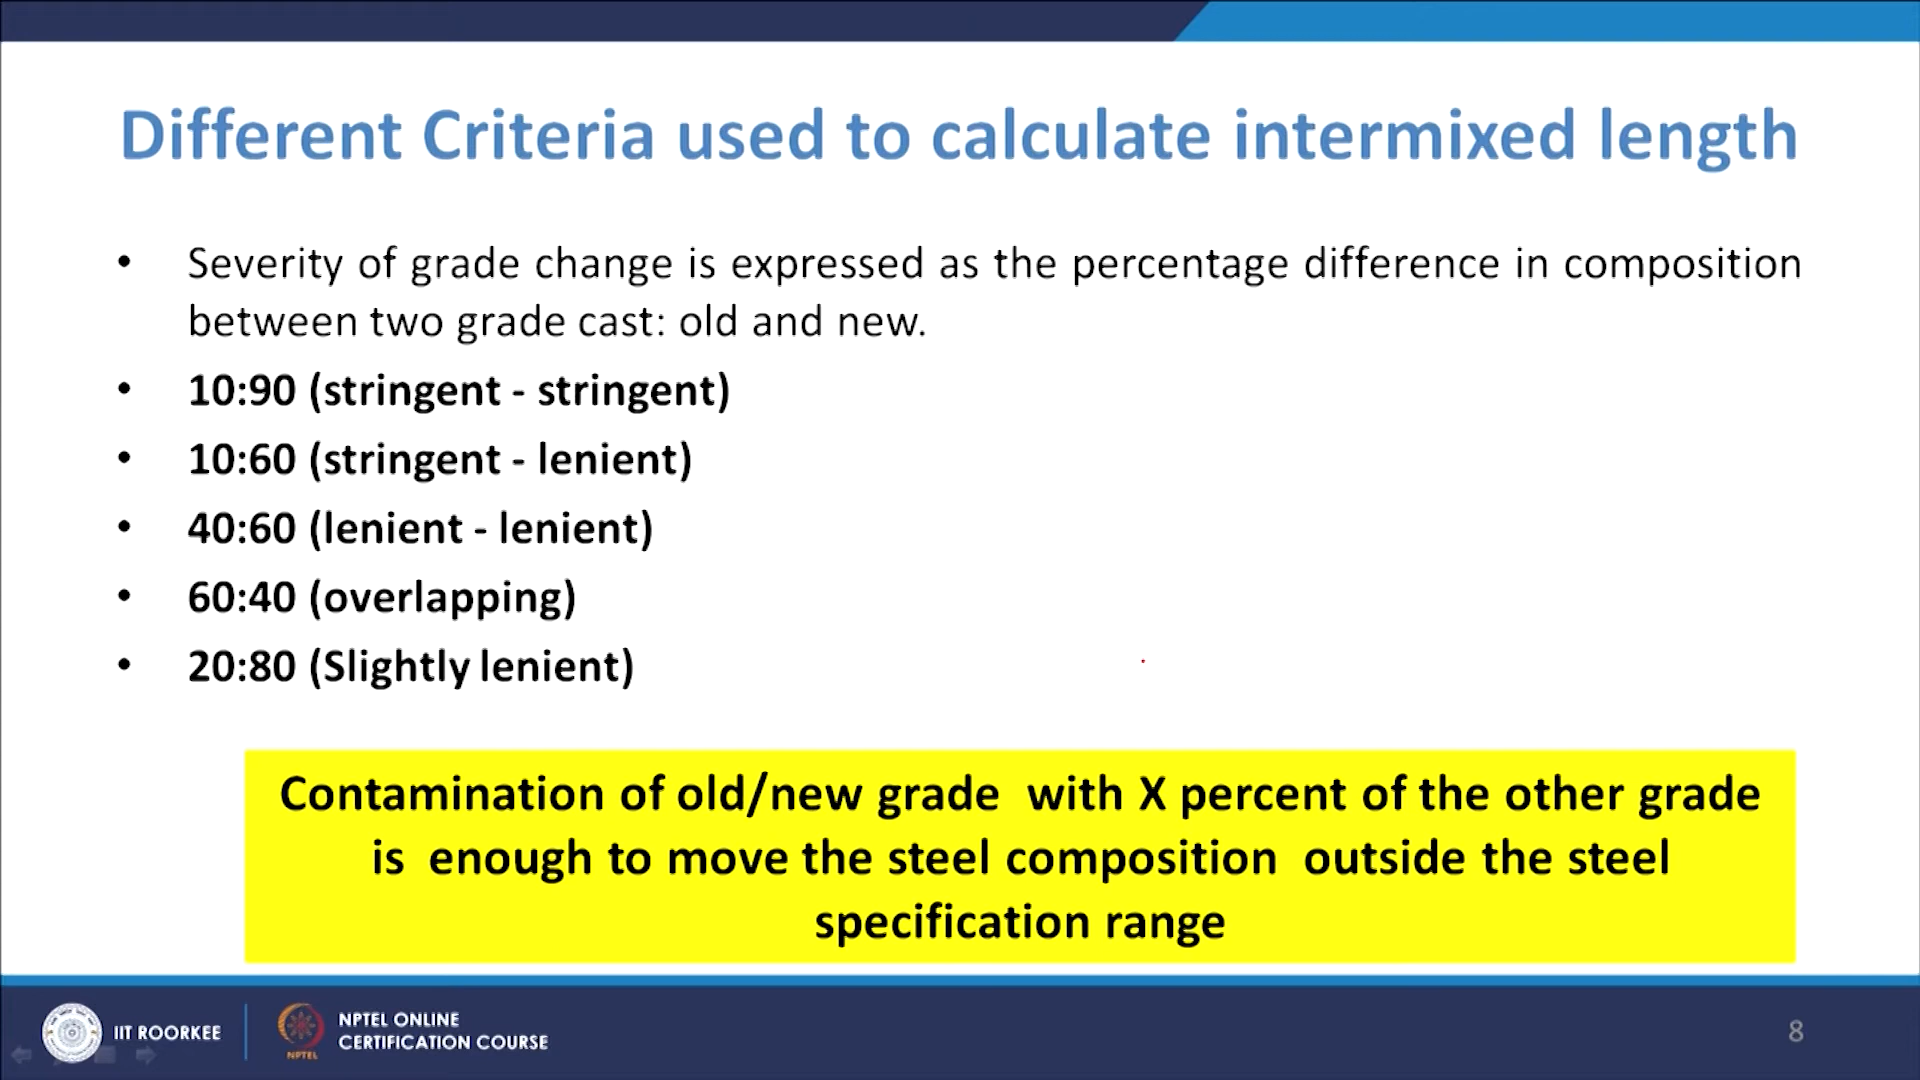 Different Criteria used to calculate intermixed length
• Severity of grade change is expressed as the percentage difference in composition
between two grade cast: old and new.
• 10:90 (stringent - stringent)
• 10:60 (stringent - lenient)
• 40:60 (lenient - lenient)
• 60:40 (overlapping)
• 20:80 (Slightly lenient)
Contamination of old/new grade with X percent of the other grade
is enough to move the steel composition outside the steel
specification range
IIT ROORKEE
NPTEL
NPTEL ONLINE
CERTIFICATION COURSE
8